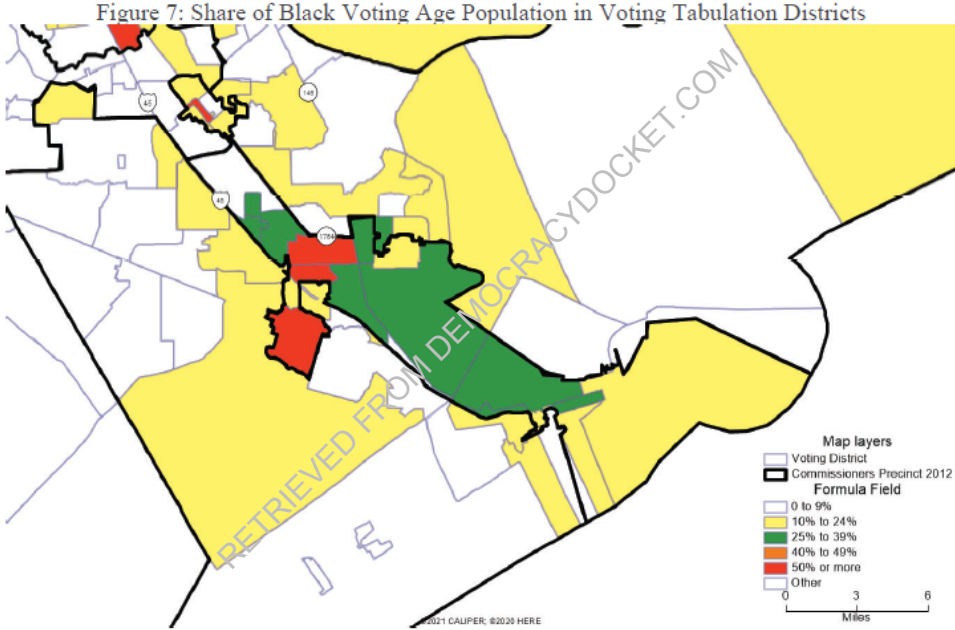 Figure 7: Share of Black Voting Age Population in Voting Tabulation Districts
146
45
45
1764
RETRIEVED FROM DEMOCRACYDOCKET.COM
Map layers
Voting District
Commissioners Precinct 2012
Formula Field
0 to 9%
10% to 24%
25% to 39%
40% to 49%
50% or more
Other
0 3 6
Miles
©2021 CALIPER; ©2020 HERE